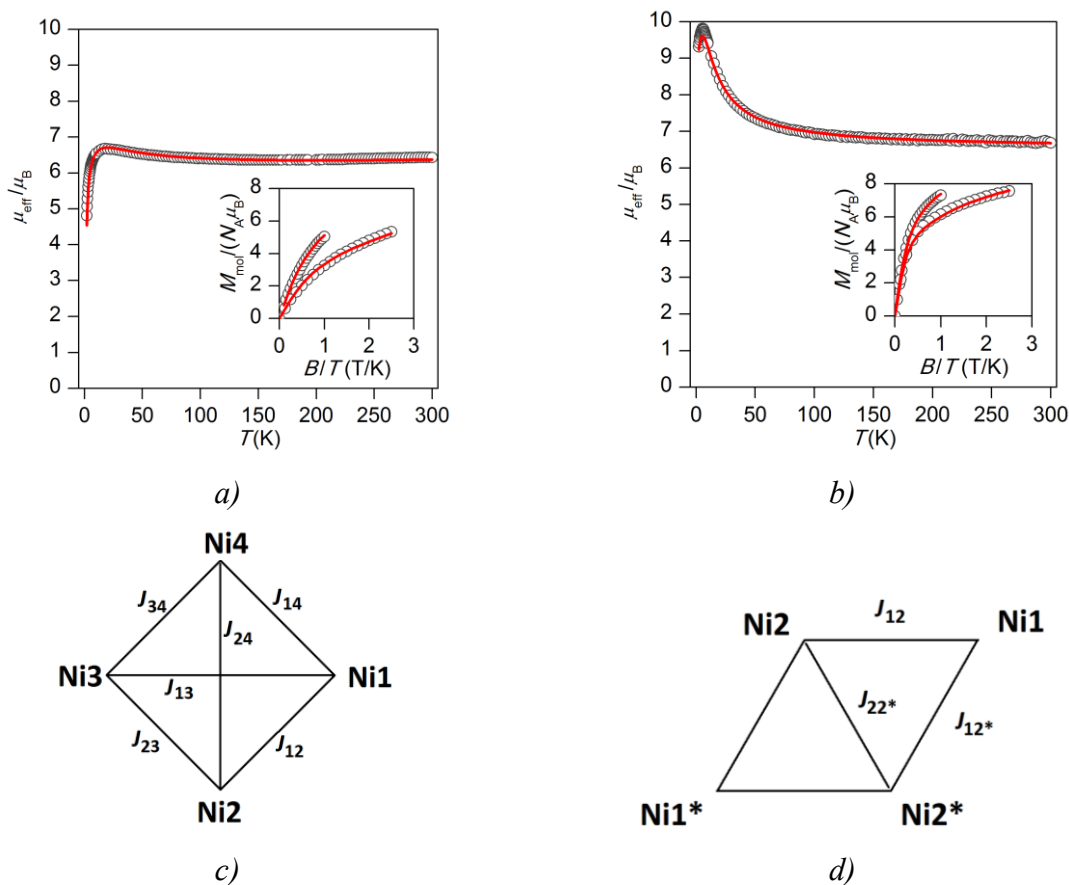 10
9
8
7
6
5
4
3
2
1
0
μeff/μB
0 50 100 150 200 250 300
T(K)
8
6
4
2
0
Mmol/(NAμB)
0 1 2 3
B/T (T/K)
a)
10
9
8
7
6
5
4
3
2
1
0
μeff/μB
0 50 100 150 200 250 300
T(K)
8
6
4
2
0
Mmol/(NAμB)
0 1 2 3
B/T (T/K)
b)
Ni4
J34 J14
J24
Ni3 J13 Ni1
J23 J12
Ni2
c)
Ni2 J12 Ni1
J22* J12*
Ni1* Ni2*
d)